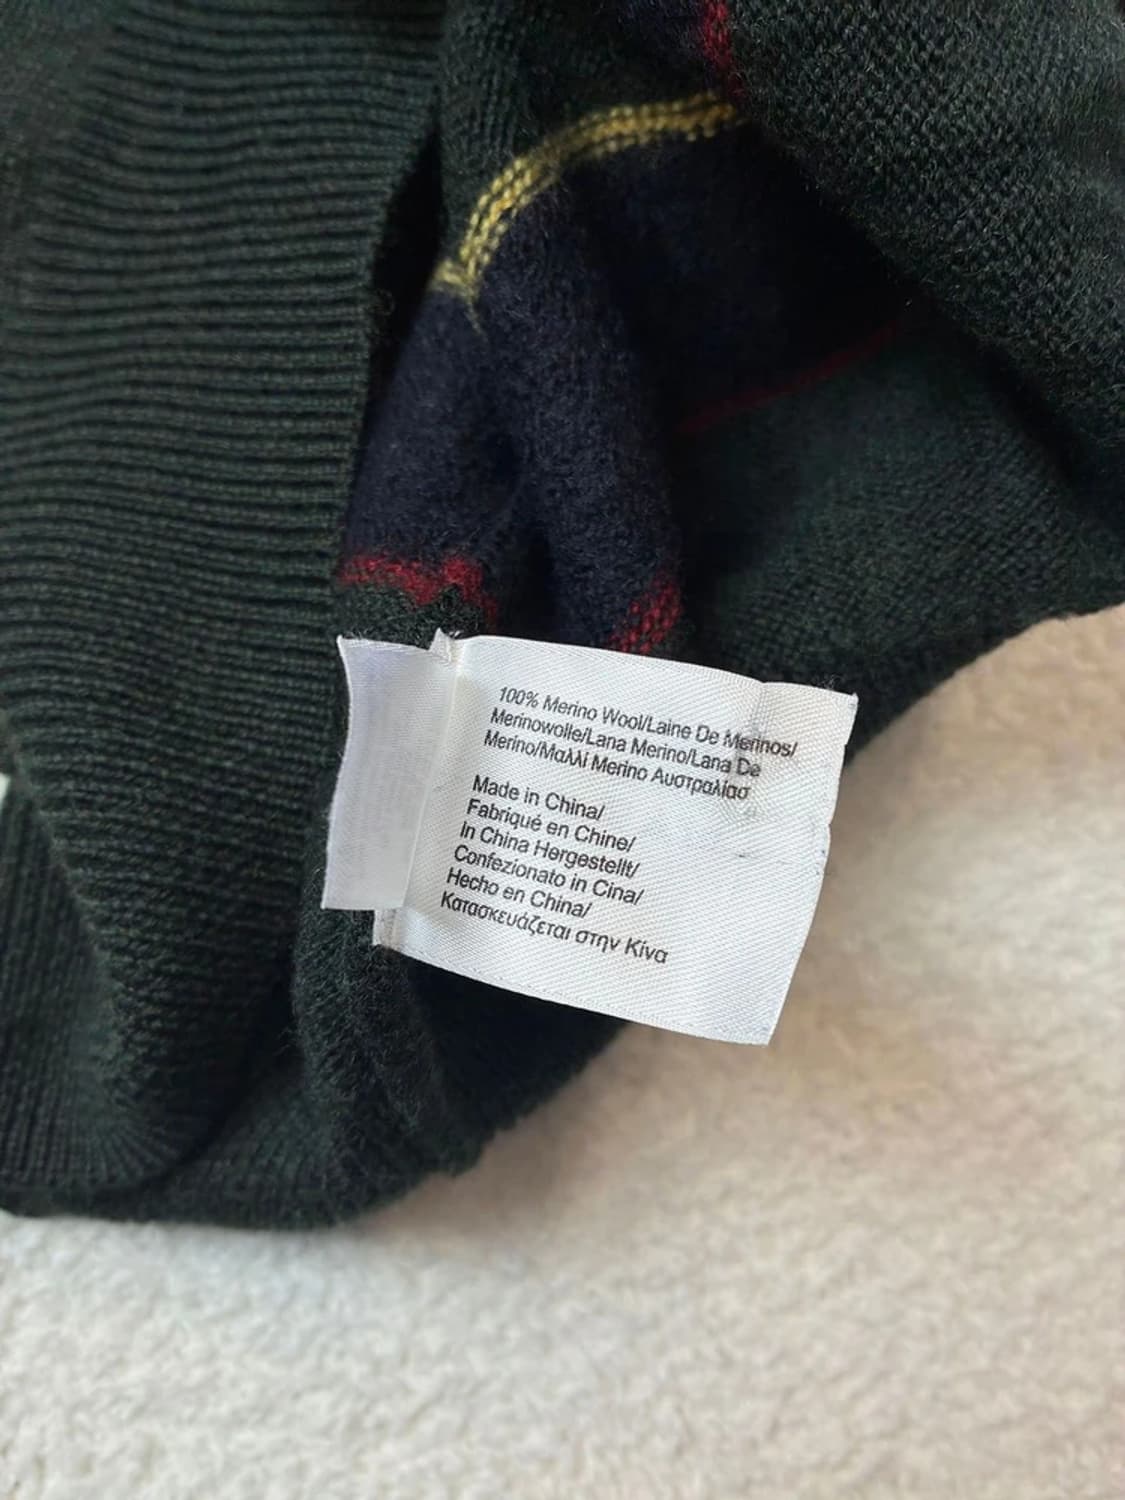 100% Merino Wool/Laine De Merinos/
Merinowolle/Lana Merino/Lana De
Merino/Μαλλί Merino Αυστραλίασ
Made in China/
Fabriqué en Chine/
In China Hergestellt/
Confezionato in Cina/
Hecho en China/
Κατασκευάζεται στην Κίνα